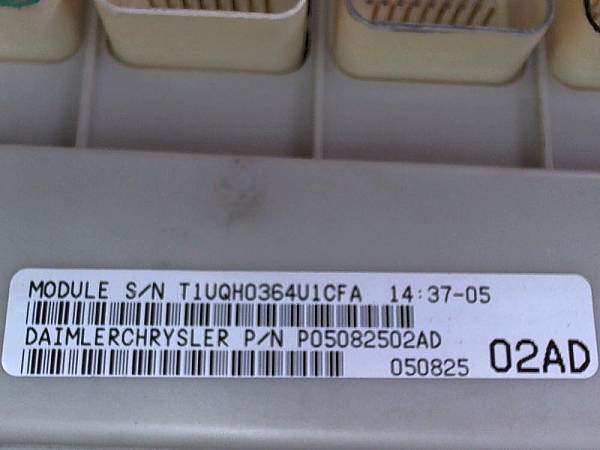 MODULE S/N T1UQH0364U1CFA 14:37-05
DAIMLERCHRYSLER P/N P05082502AD
050825 02AD